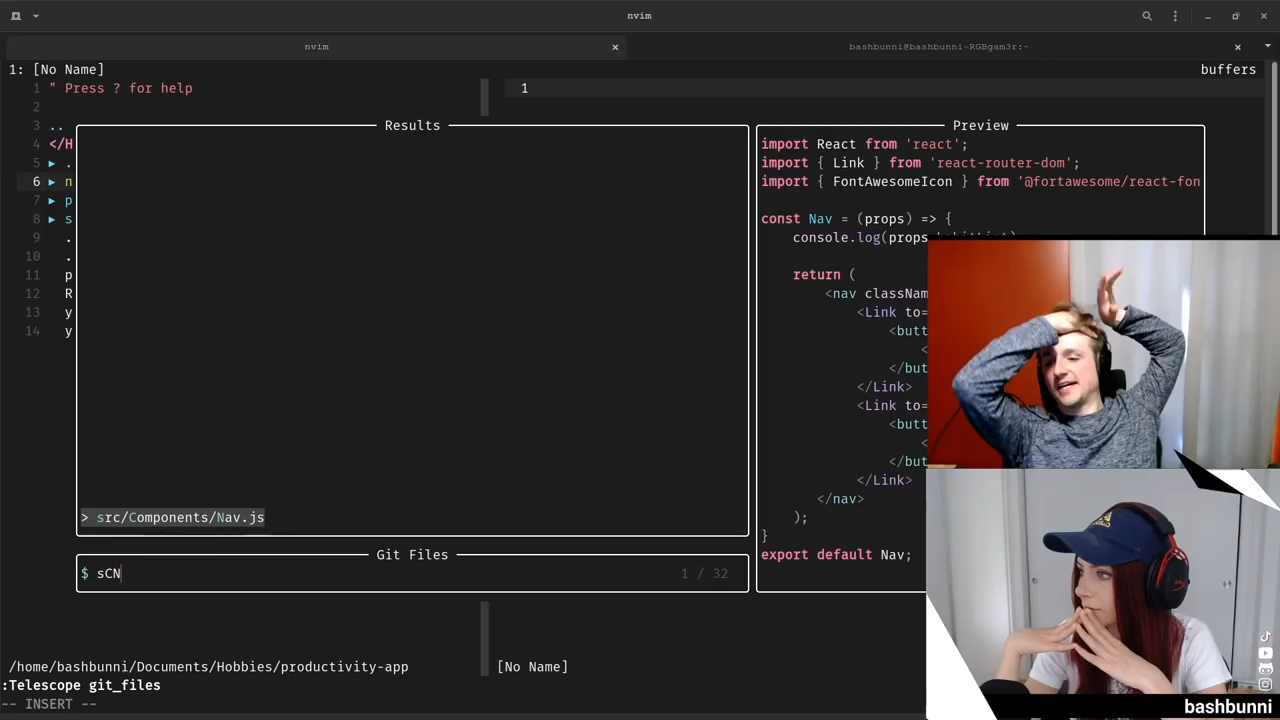 nvim
nvim
bashbunni@bashbunni-RGBgam3r:~
1: [No Name]
buffers
1 " Press ? for help
2
3 ..
4 </H
5 ▸ .
6 ▸ n
7 ▸ p
8 ▸ s
9 .
10 .
11 p
12 R
13 y
14 y
1
Results
> src/Components/Nav.js
Git Files
$ sCN
1 / 32
Preview
import React from 'react';
import { Link } from 'react-router-dom';
import { FontAwesomeIcon } from '@fortawesome/react-fon
const Nav = (props) => {
console.log(props
return (
<nav classNam
<Link to=
<butt
<
</but
</Link>
<Link to=
<butt
<
</but
</Link>
</nav>
);
}
export default Nav;
/home/bashbunni/Documents/Hobbies/productivity-app
[No Name]
:Telescope git_files
-- INSERT --
bashbunni